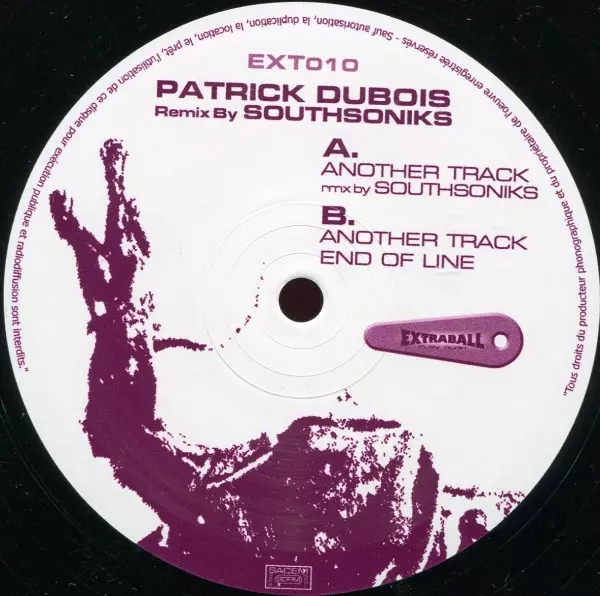 EXT010
PATRICK DUBOIS
Remix By SOUTHSONIKS
A.
ANOTHER TRACK
rmx by SOUTHSONIKS
B.
ANOTHER TRACK
END OF LINE
EXTRABALL
SACEM
SDRM
"Tous droits du producteur phonographique et du propriétaire de l'oeuvre enregistrée réservés - Sauf autorisation, la duplication, la location, le prêt, l'utilisation de ce disque pour exécution publique et radiodiffusion sont interdits."